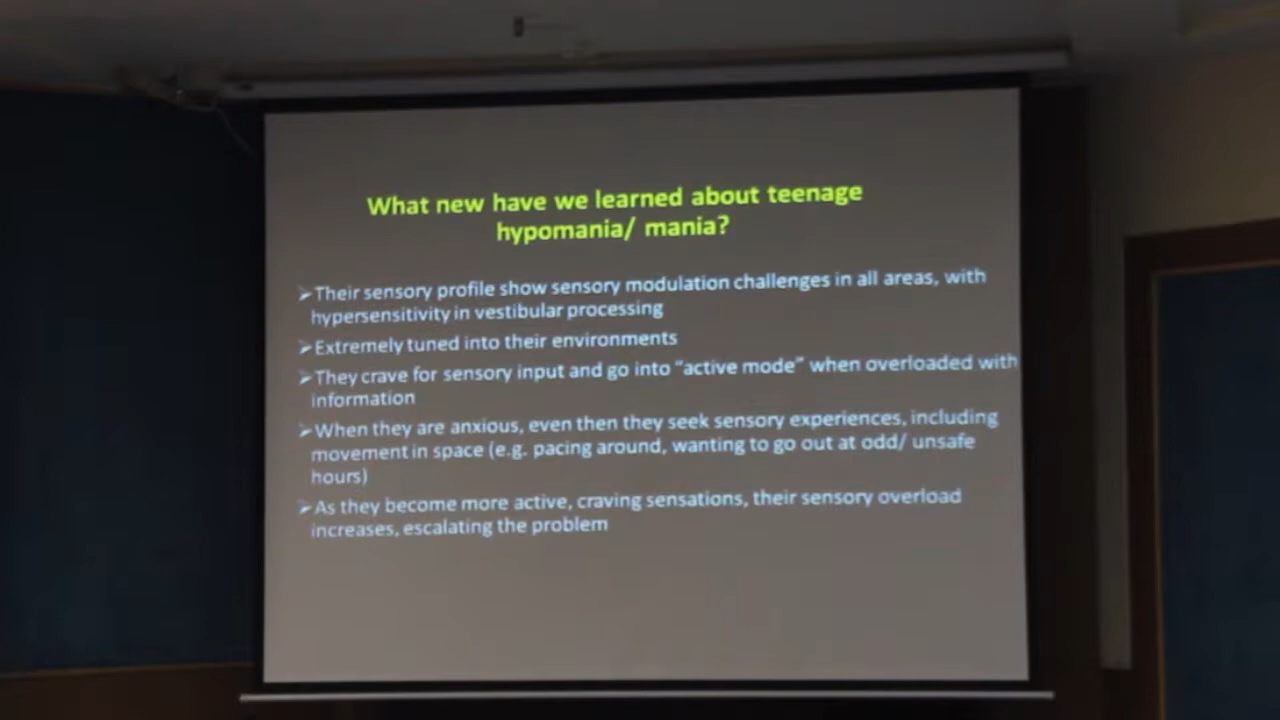 What new have we learned about teenage
hypomania/ mania?
➢Their sensory profile show sensory modulation challenges in all areas, with
hypersensitivity in vestibular processing
➢Extremely tuned into their environments
➢They crave for sensory input and go into "active mode" when overloaded with
information
➢When they are anxious, even then they seek sensory experiences, including
movement in space (e.g. pacing around, wanting to go out at odd/ unsafe
hours)
➢As they become more active, craving sensations, their sensory overload
increases, escalating the problem